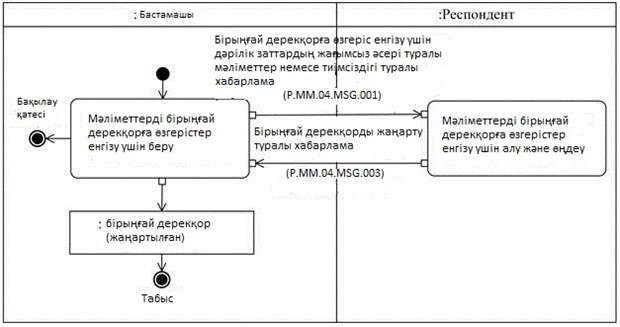 : Бастамашы
:Респондент
Бірыңғай дерекқорға өзгеріс енгізу үшін
дәрілік заттардың жағымсыз әсері туралы
мәліметтер немесе тиімсіздігі туралы
хабарлама
(P.MM.04.MSG.001)
Бақылау
қатесі
Мәліметтерді бірыңғай
дерекқорға өзгерістер
енгізу үшін беру
Бірыңғай дерекқорды жаңарту
туралы хабарлама
(P.MM.04.MSG.003)
Мәліметтерді бірыңғай
дерекқорға өзгерістер
енгізу үшін алу және өңдеу
: бірыңғай дерекқор
(жаңартылған)
Табыс